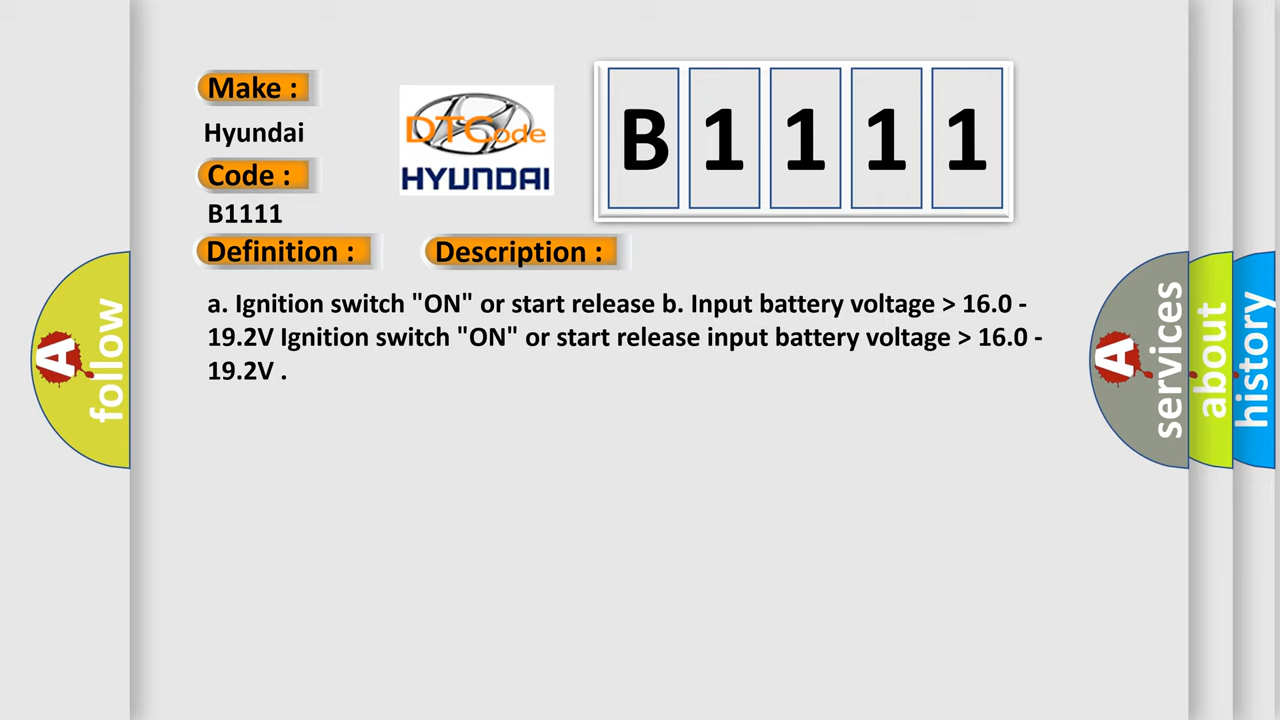 Make :
Hyundai
Code :
B1111
Definition :
Description :
DTCode
HYUNDAI
B 1 1 1 1
a. Ignition switch "ON" or start release b. Input battery voltage > 16.0 -
19.2V Ignition switch "ON" or start release input battery voltage > 16.0 -
19.2V .
A
follow
A
services
about
history